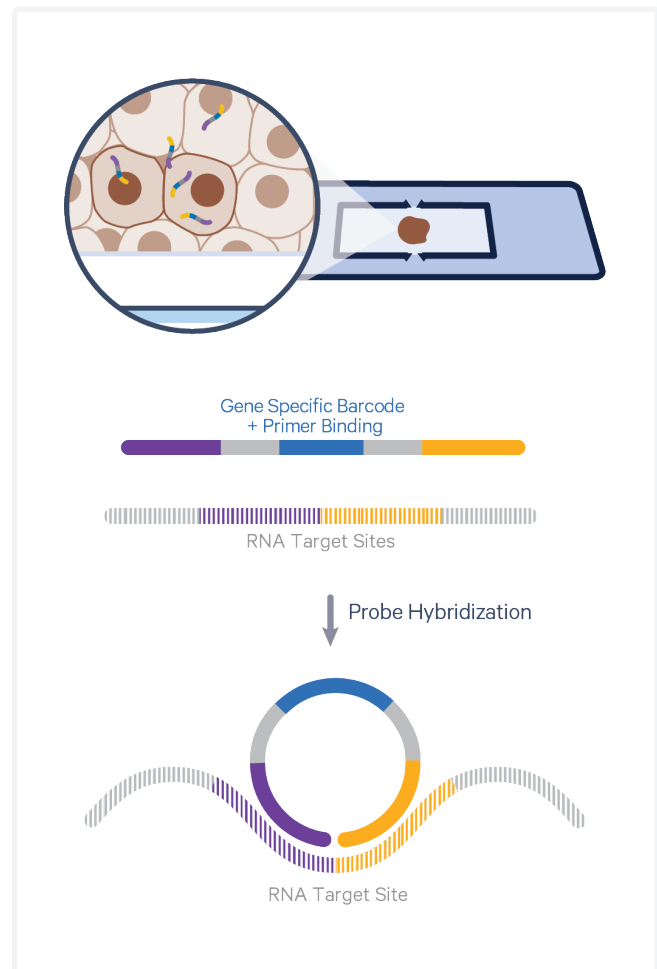 Gene Specific Barcode
+ Primer Binding
RNA Target Sites
Probe Hybridization
RNA Target Site